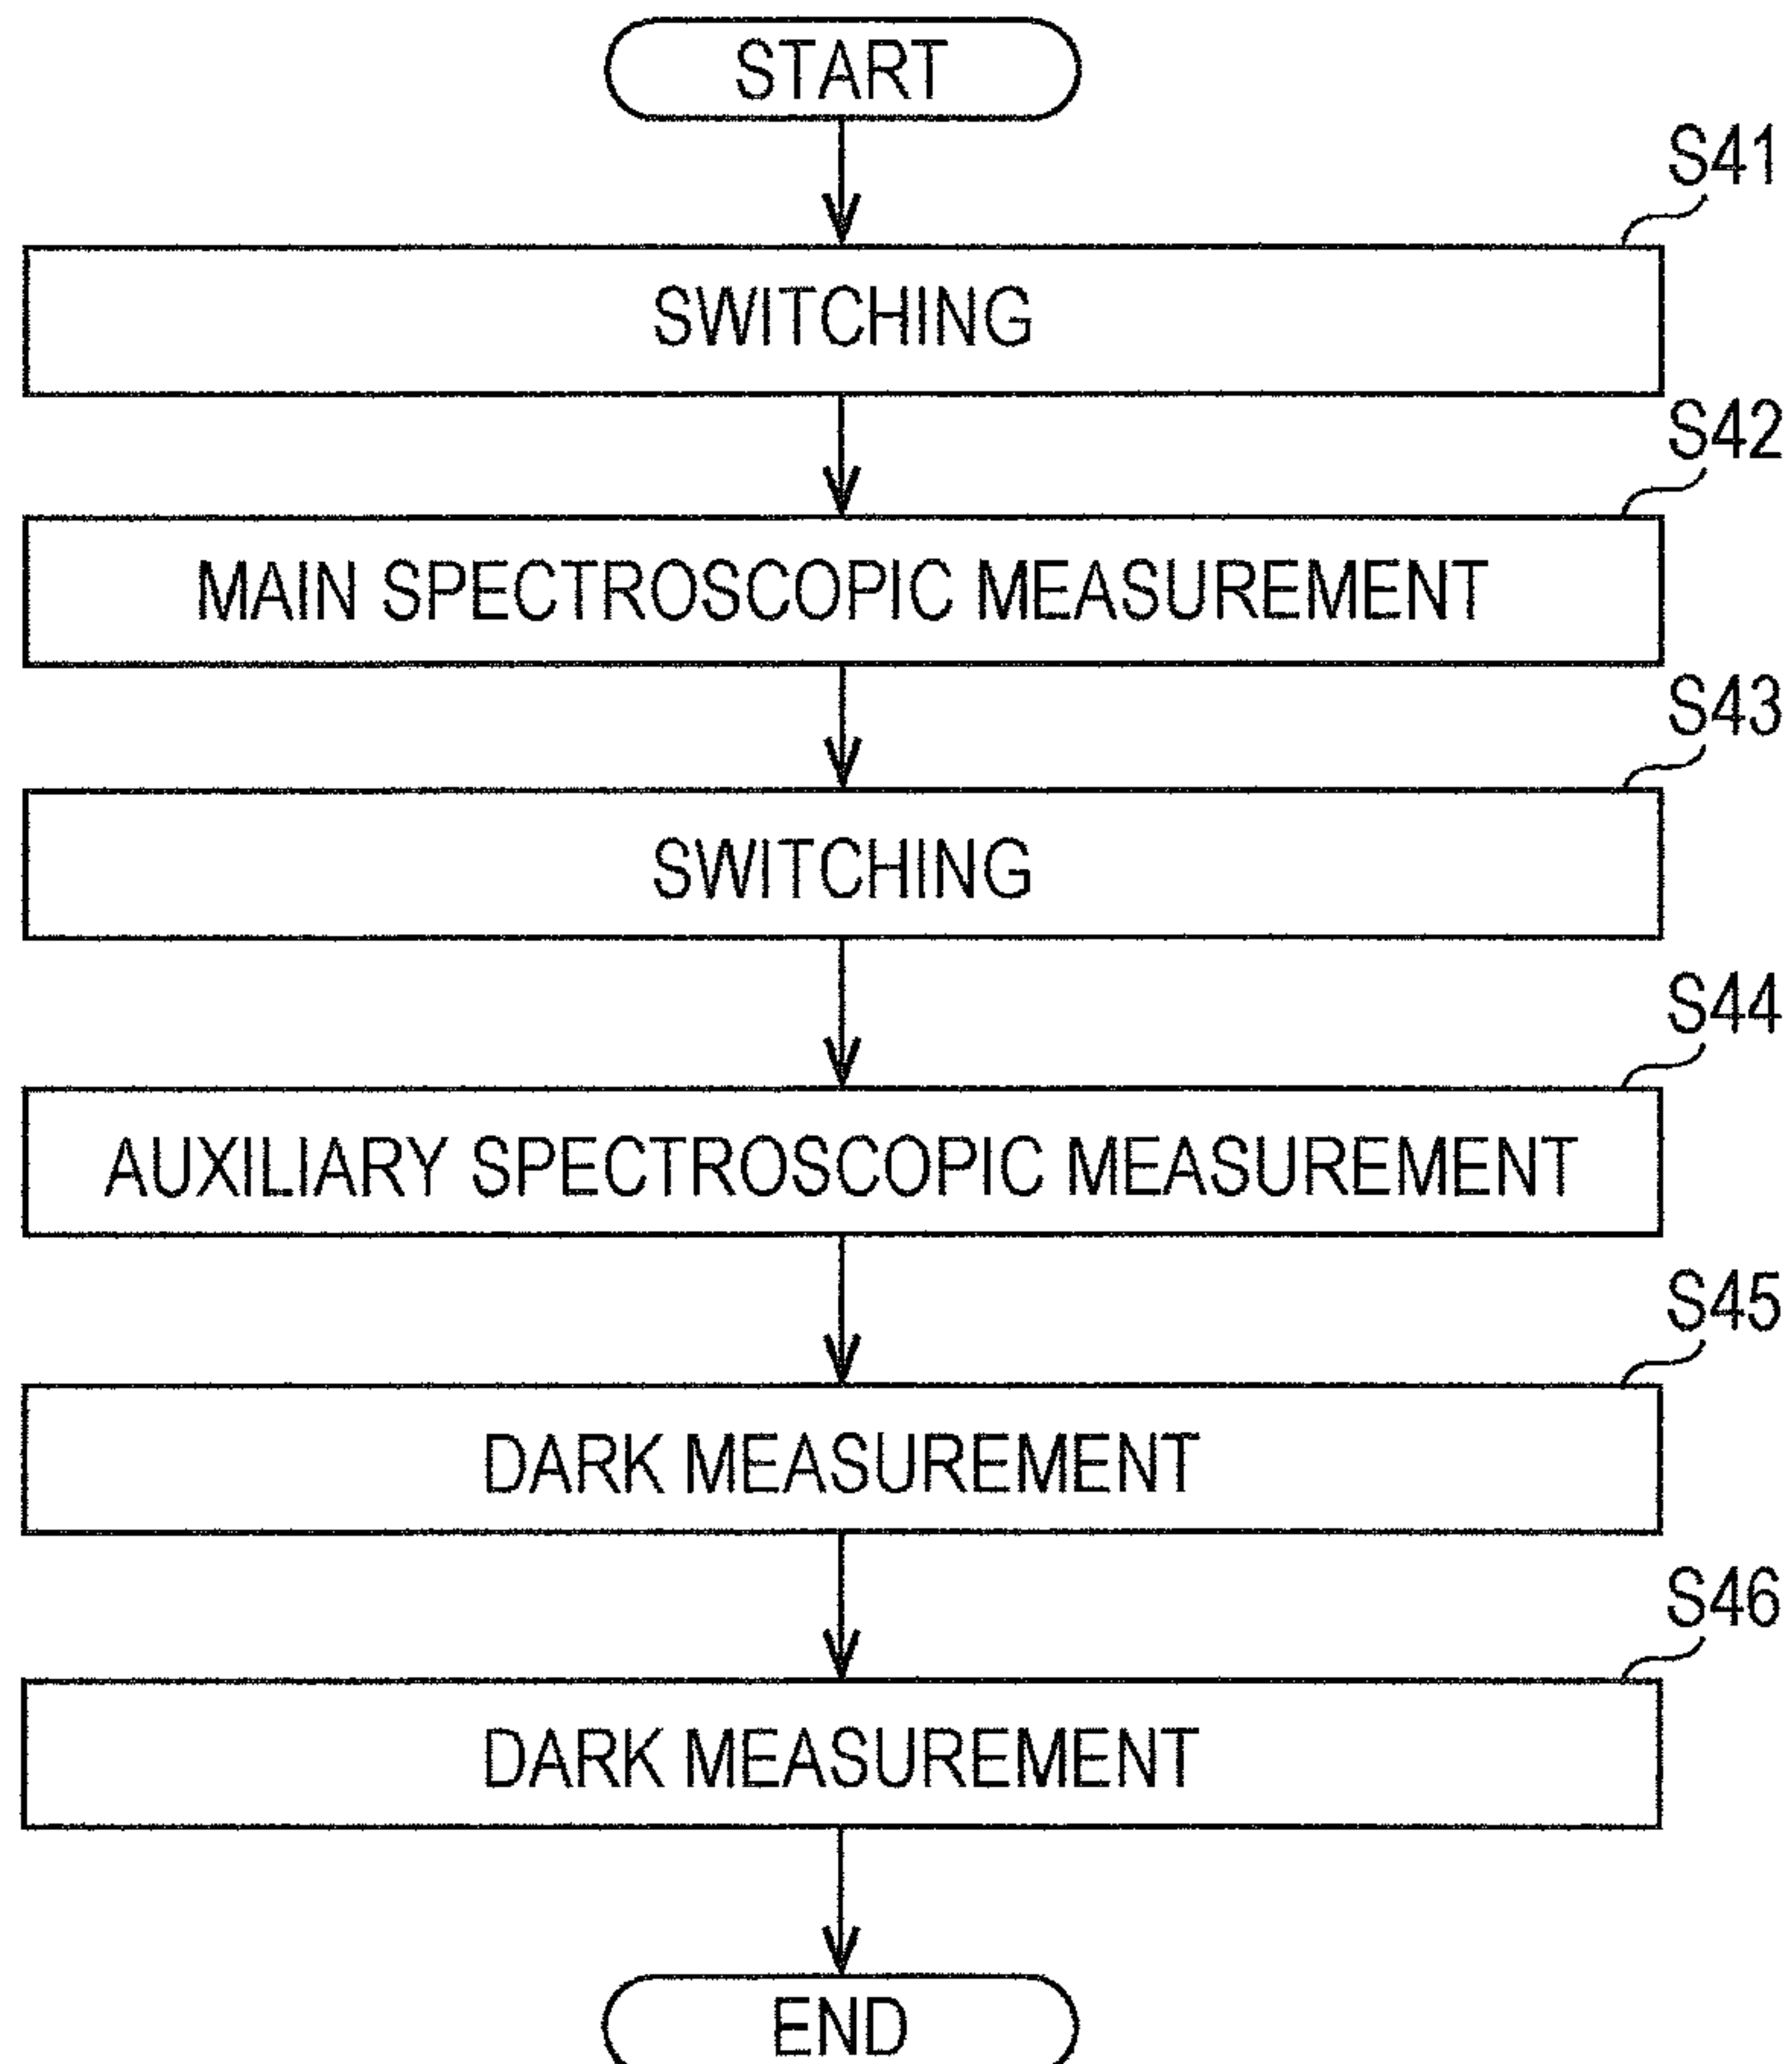 START
S41
SWITCHING
S42
MAIN SPECTROSCOPIC MEASUREMENT
S43
SWITCHING
S44
AUXILIARY SPECTROSCOPIC MEASUREMENT
S45
DARK MEASUREMENT
S46
DARK MEASUREMENT
END